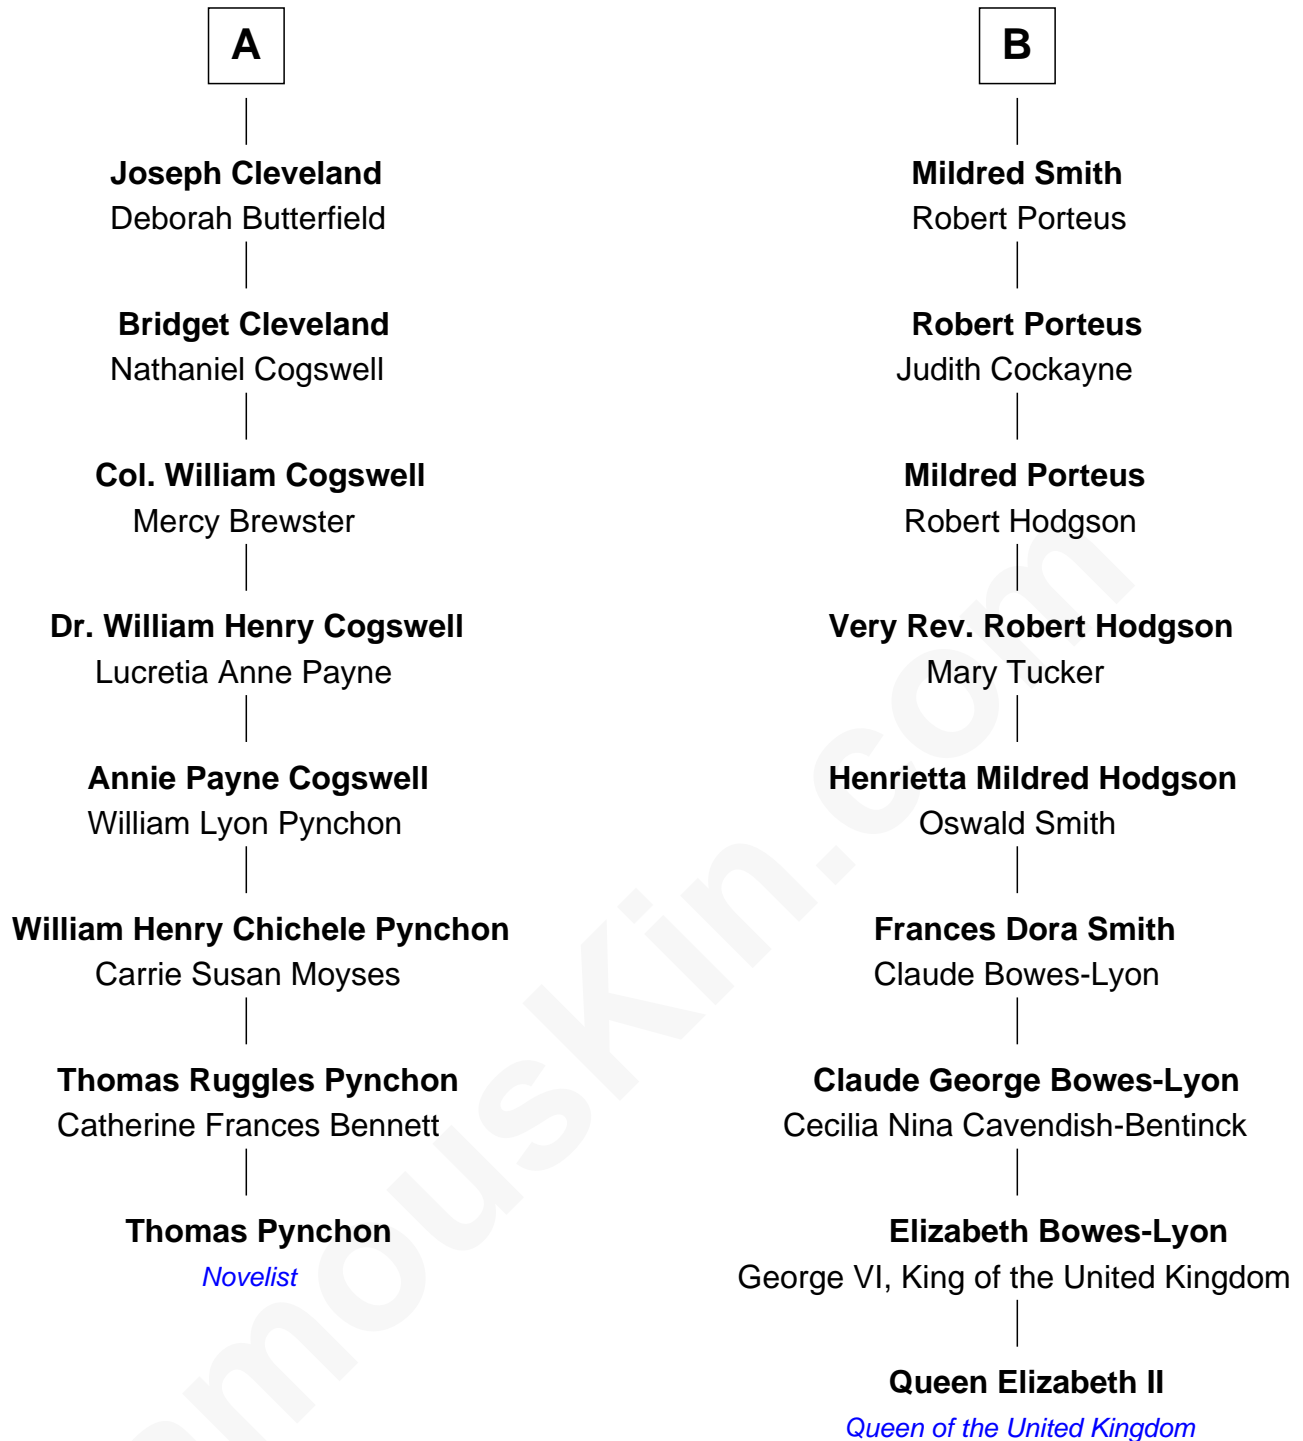 A
Joseph Cleveland
Deborah Butterfield
Bridget Cleveland
Nathaniel Cogswell
Col. William Cogswell
Mercy Brewster
Dr. William Henry Cogswell
Lucretia Anne Payne
Annie Payne Cogswell
William Lyon Pynchon
William Henry Chichele Pynchon
Carrie Susan Moyses
Thomas Ruggles Pynchon
Catherine Frances Bennett
Thomas Pynchon
Novelist
B
Mildred Smith
Robert Porteus
Robert Porteus
Judith Cockayne
Mildred Porteus
Robert Hodgson
Very Rev. Robert Hodgson
Mary Tucker
Henrietta Mildred Hodgson
Oswald Smith
Frances Dora Smith
Claude Bowes-Lyon
Claude George Bowes-Lyon
Cecilia Nina Cavendish-Bentinck
Elizabeth Bowes-Lyon
George VI, King of the United Kingdom
Queen Elizabeth II
Queen of the United Kingdom
amousKin.com